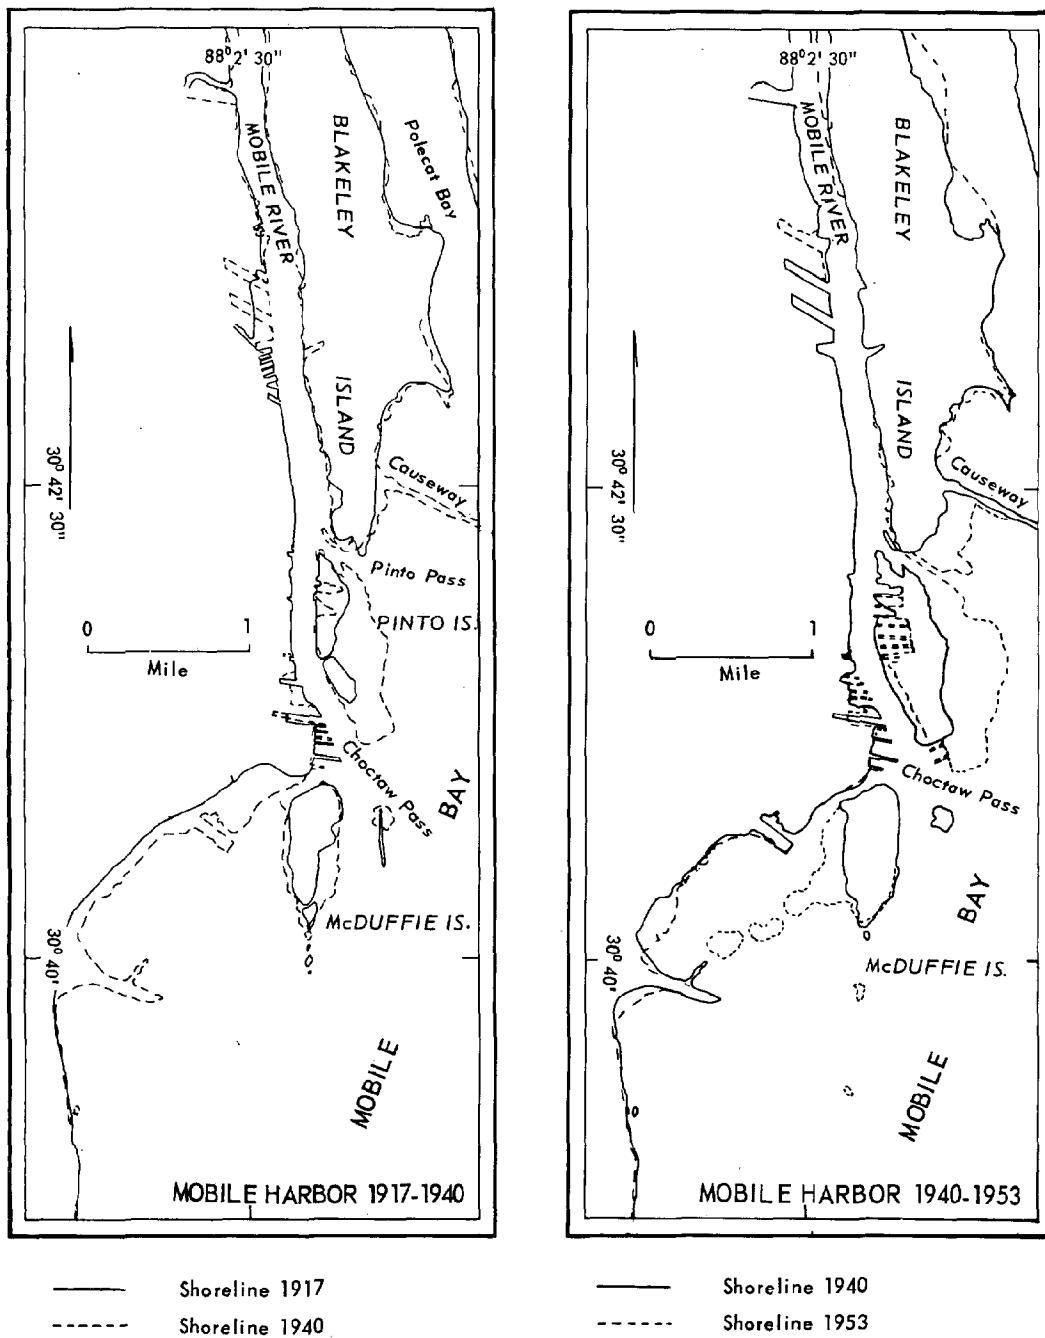 88° 2' 30"
MOBILE RIVER
BLAKELEY
Polecat Bay
ISLAND
Causeway
30° 42' 30"
Pinto Pass
PINTO IS.
0 1
Mile
Choctaw Pass
BAY
McDUFFIE IS.
30° 40'
MOBILE
MOBILE HARBOR 1917-1940
Shoreline 1917
Shoreline 1940
88° 2' 30"
MOBILE RIVER
BLAKELEY
ISLAND
Causeway
30° 42' 30"
0 1
Mile
Choctaw Pass
BAY
McDUFFIE IS.
30° 40'
MOBILE
MOBILE HARBOR 1940-1953
Shoreline 1940
Shoreline 1953